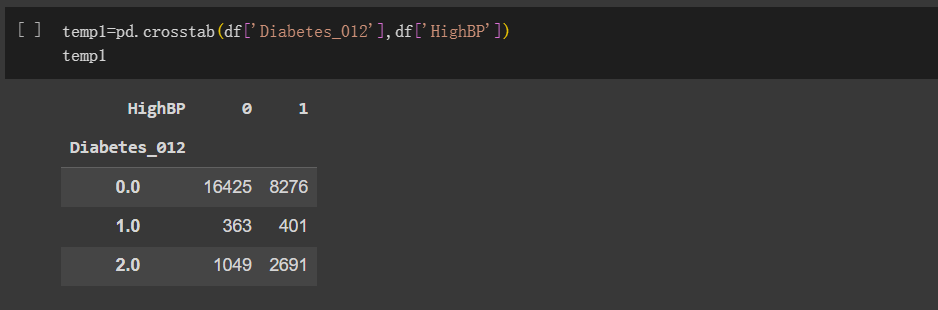 [ ] temp1=pd.crosstab(df['Diabetes_012'],df['HighBP'])
temp1
HighBP 0 1
Diabetes_012
0.0 16425 8276
1.0 363 401
2.0 1049 2691